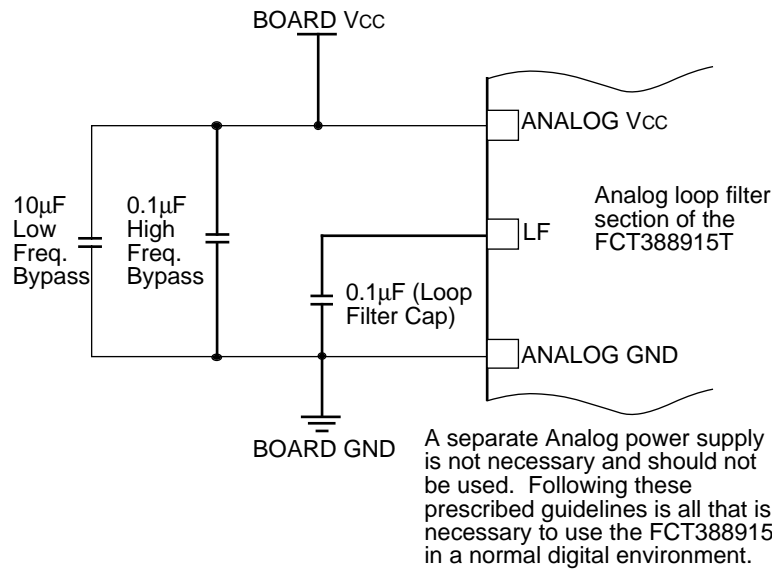 BOARD VCC
ANALOG VCC
10μF
Low
Freq.
Bypass
0.1μF
High
Freq.
Bypass
LF
Analog loop filter
section of the
FCT388915T
0.1μF (Loop
Filter Cap)
ANALOG GND
BOARD GND
A separate Analog power supply
is not necessary and should not
be used. Following these
prescribed guidelines is all that is
necessary to use the FCT388915
in a normal digital environment.